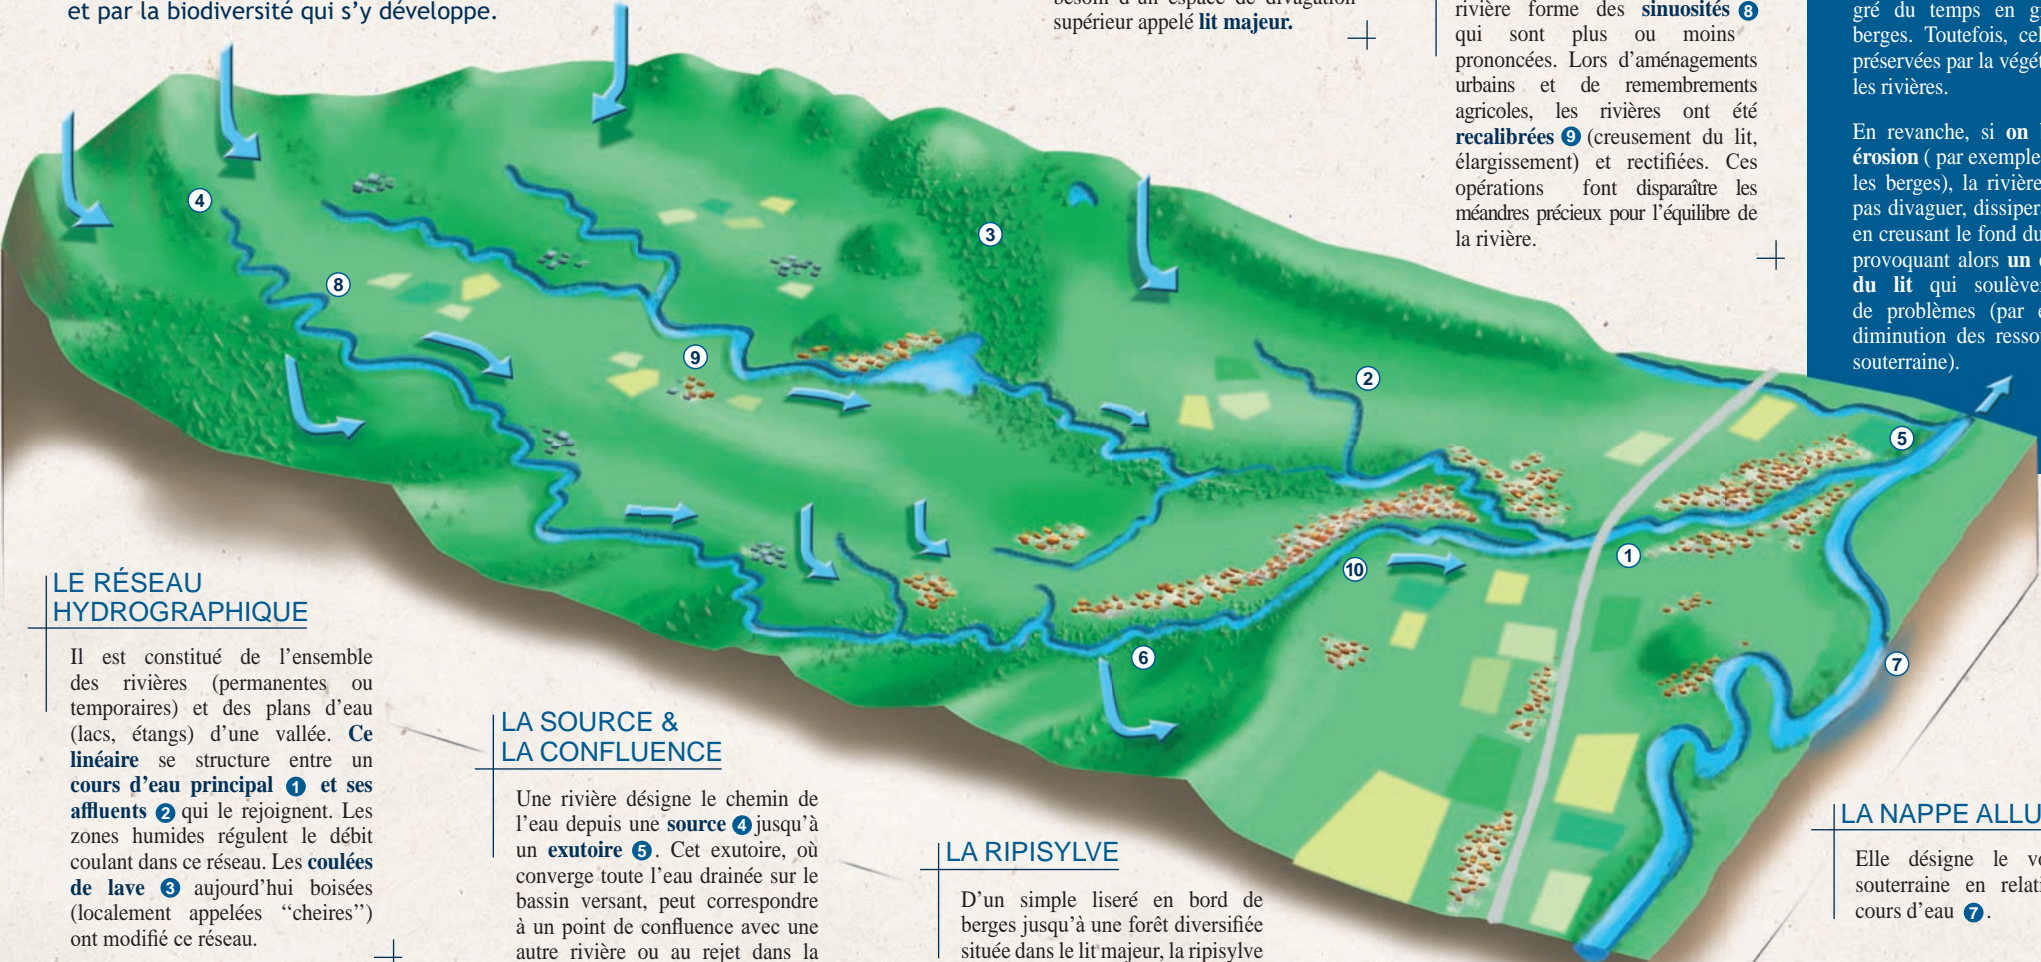 et par la biodiversité qui s’y développe.
supérieur appelé lit majeur.
rivière forme des sinuosités 8
qui sont plus ou moins
prononcées. Lors d’aménagements
urbains et de remembrements
agricoles, les rivières ont été
recalibrées 9 (creusement du lit,
élargissement) et rectifiées. Ces
opérations font disparaître les
méandres précieux pour l’équilibre de
la rivière.
gré du temps en
berges. Toutefois,
préservées par la
les rivières.
En revanche, si on
érosion ( par exemple
les berges), la rivière
pas divaguer, dissiper
en creusant le fond du
provoquant alors un
du lit qui
de problèmes (par
diminution des
souterraine).
4
8
3
9
2
5
1
10
6
7
LE RÉSEAU
HYDROGRAPHIQUE
Il est constitué de l’ensemble
des rivières (permanentes ou
temporaires) et des plans d’eau
(lacs, étangs) d’une vallée. Ce
linéaire se structure entre un
cours d’eau principal 1 et ses
affluents 2 qui le rejoignent. Les
zones humides régulent le débit
coulant dans ce réseau. Les coulées
de lave 3 aujourd’hui boisées
(localement appelées ‘‘cheires’’)
ont modifié ce réseau.
LA SOURCE &
LA CONFLUENCE
Une rivière désigne le chemin de
l’eau depuis une source 4 jusqu’à
un exutoire 5. Cet exutoire, où
converge toute l’eau drainée sur le
bassin versant, peut correspondre
à un point de confluence avec une
autre rivière ou au rejet dans la
LA RIPISYLVE
D’un simple liseré en bord de
berges jusqu’à une forêt diversifiée
située dans le lit majeur, la ripisylve
LA NAPPE ALLU
Elle désigne le
souterraine en
cours d’eau 7.